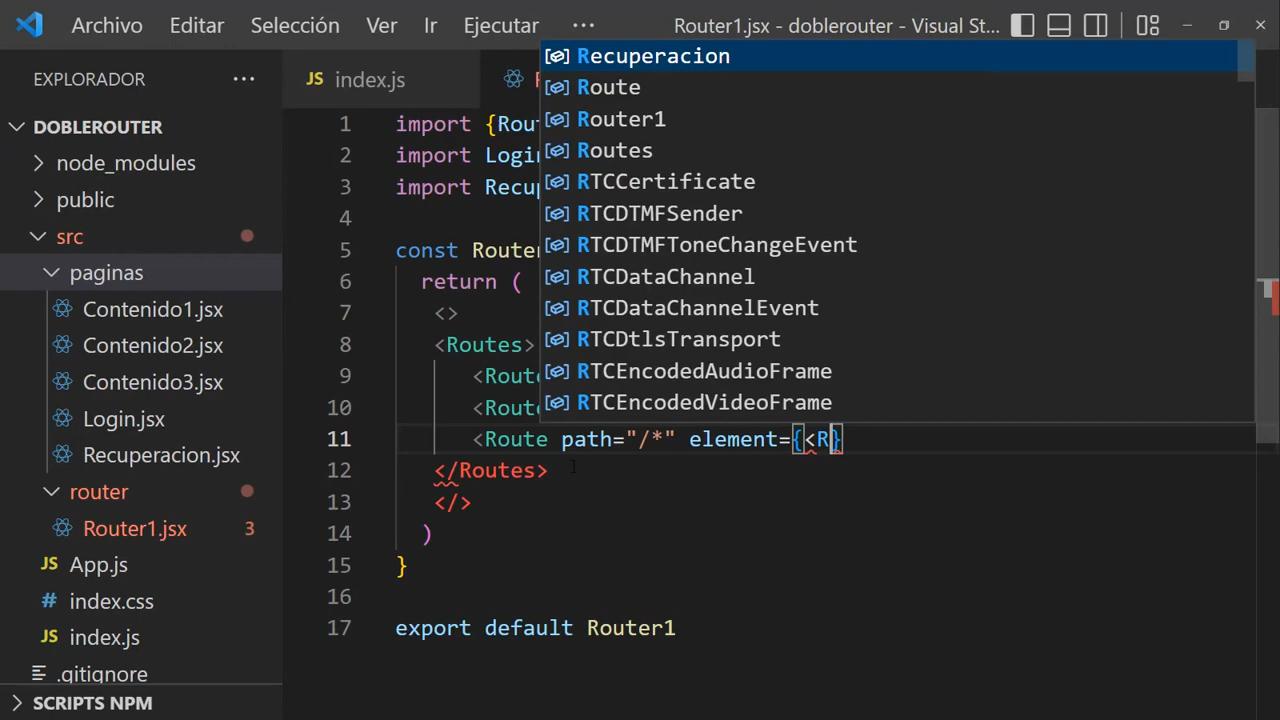 Archivo Editar Selección Ver Ir Ejecutar ··· Router1.jsx - doblerouter - Visual St...
EXPLORADOR ···
DOBLEROUTER
node_modules
public
src
paginas
Contenido1.jsx
Contenido2.jsx
Contenido3.jsx
Login.jsx
Recuperacion.jsx
router
Router1.jsx 3
JS App.js
# index.css
JS index.js
.gitignore
SCRIPTS NPM
JS index.js
1 import {Rout
2 import Login
3 import Recup
4
5 const Router
6 return (
7 <>
8 <Routes>
9 <Route
10 <Route
11 <Route path="/*" element={<R}
12 </Routes>
13 </>
14 )
15 }
16
17 export default Router1
Recuperacion
Route
Router1
Routes
RTCCertificate
RTCDTMFSender
RTCDTMFToneChangeEvent
RTCDataChannel
RTCDataChannelEvent
RTCDtlsTransport
RTCEncodedAudioFrame
RTCEncodedVideoFrame